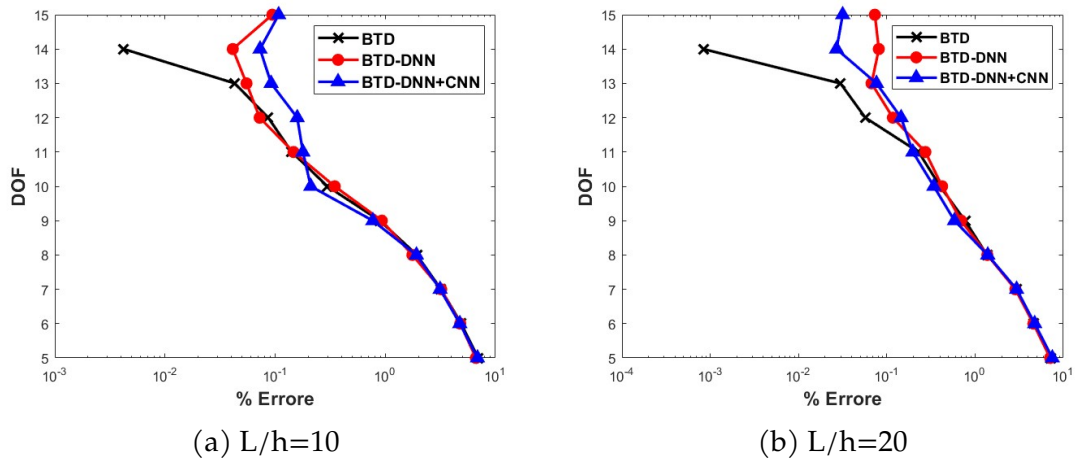 15
14
13
12
11
10
9
8
7
6
5
DOF
10^-3
10^-2
10^-1
10^0
10^1
% Errore
BTD
BTD-DNN
BTD-DNN+CNN
(a) L/h=10
15
14
13
12
11
10
9
8
7
6
5
DOF
10^-4
10^-3
10^-2
10^-1
10^0
10^1
% Errore
BTD
BTD-DNN
BTD-DNN+CNN
(b) L/h=20